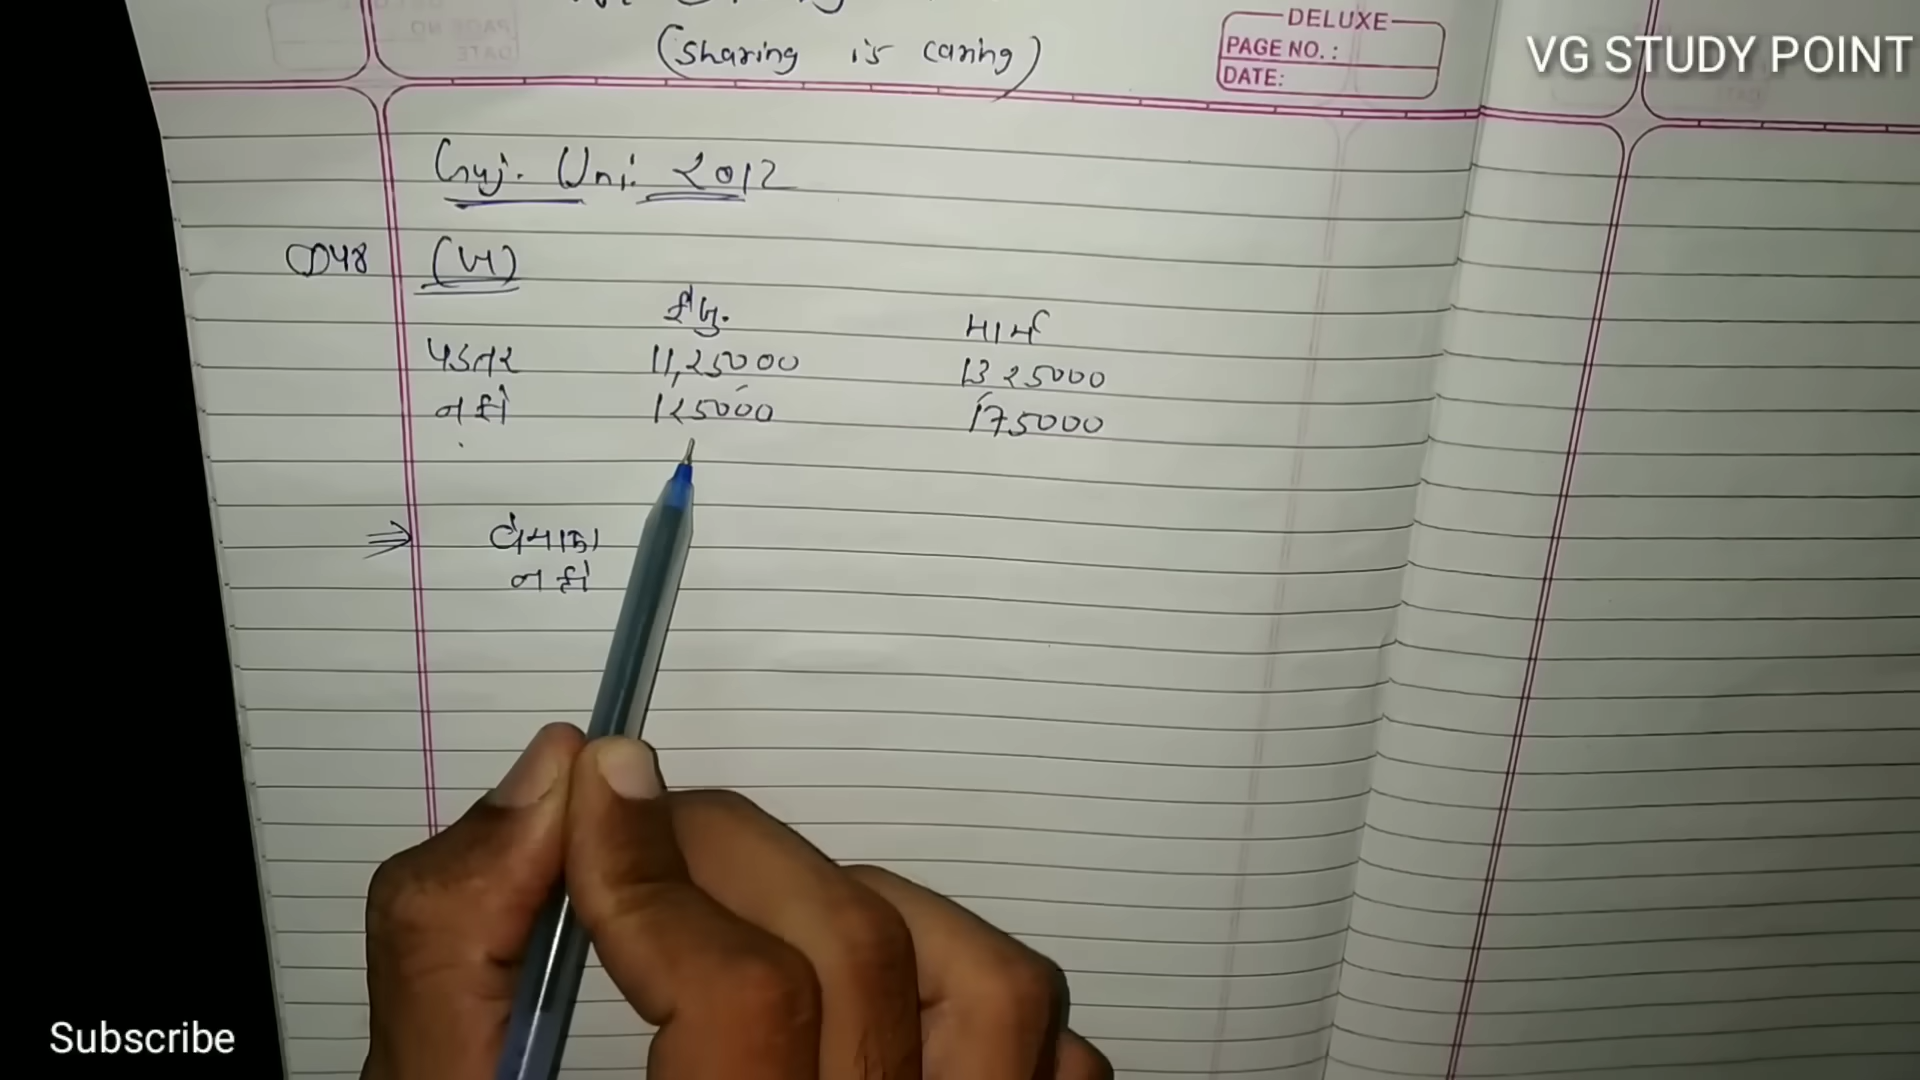 (sharing is caring)
DELUXE
PAGE NO. :
DATE:
VG STUDY POINT
Guj. Uni. 2012
(બ)
ફેબ્રુ. માર્ચ
પડતર 11,25000 1325000
નફો 125000 175000
⇒
નફો
Subscribe